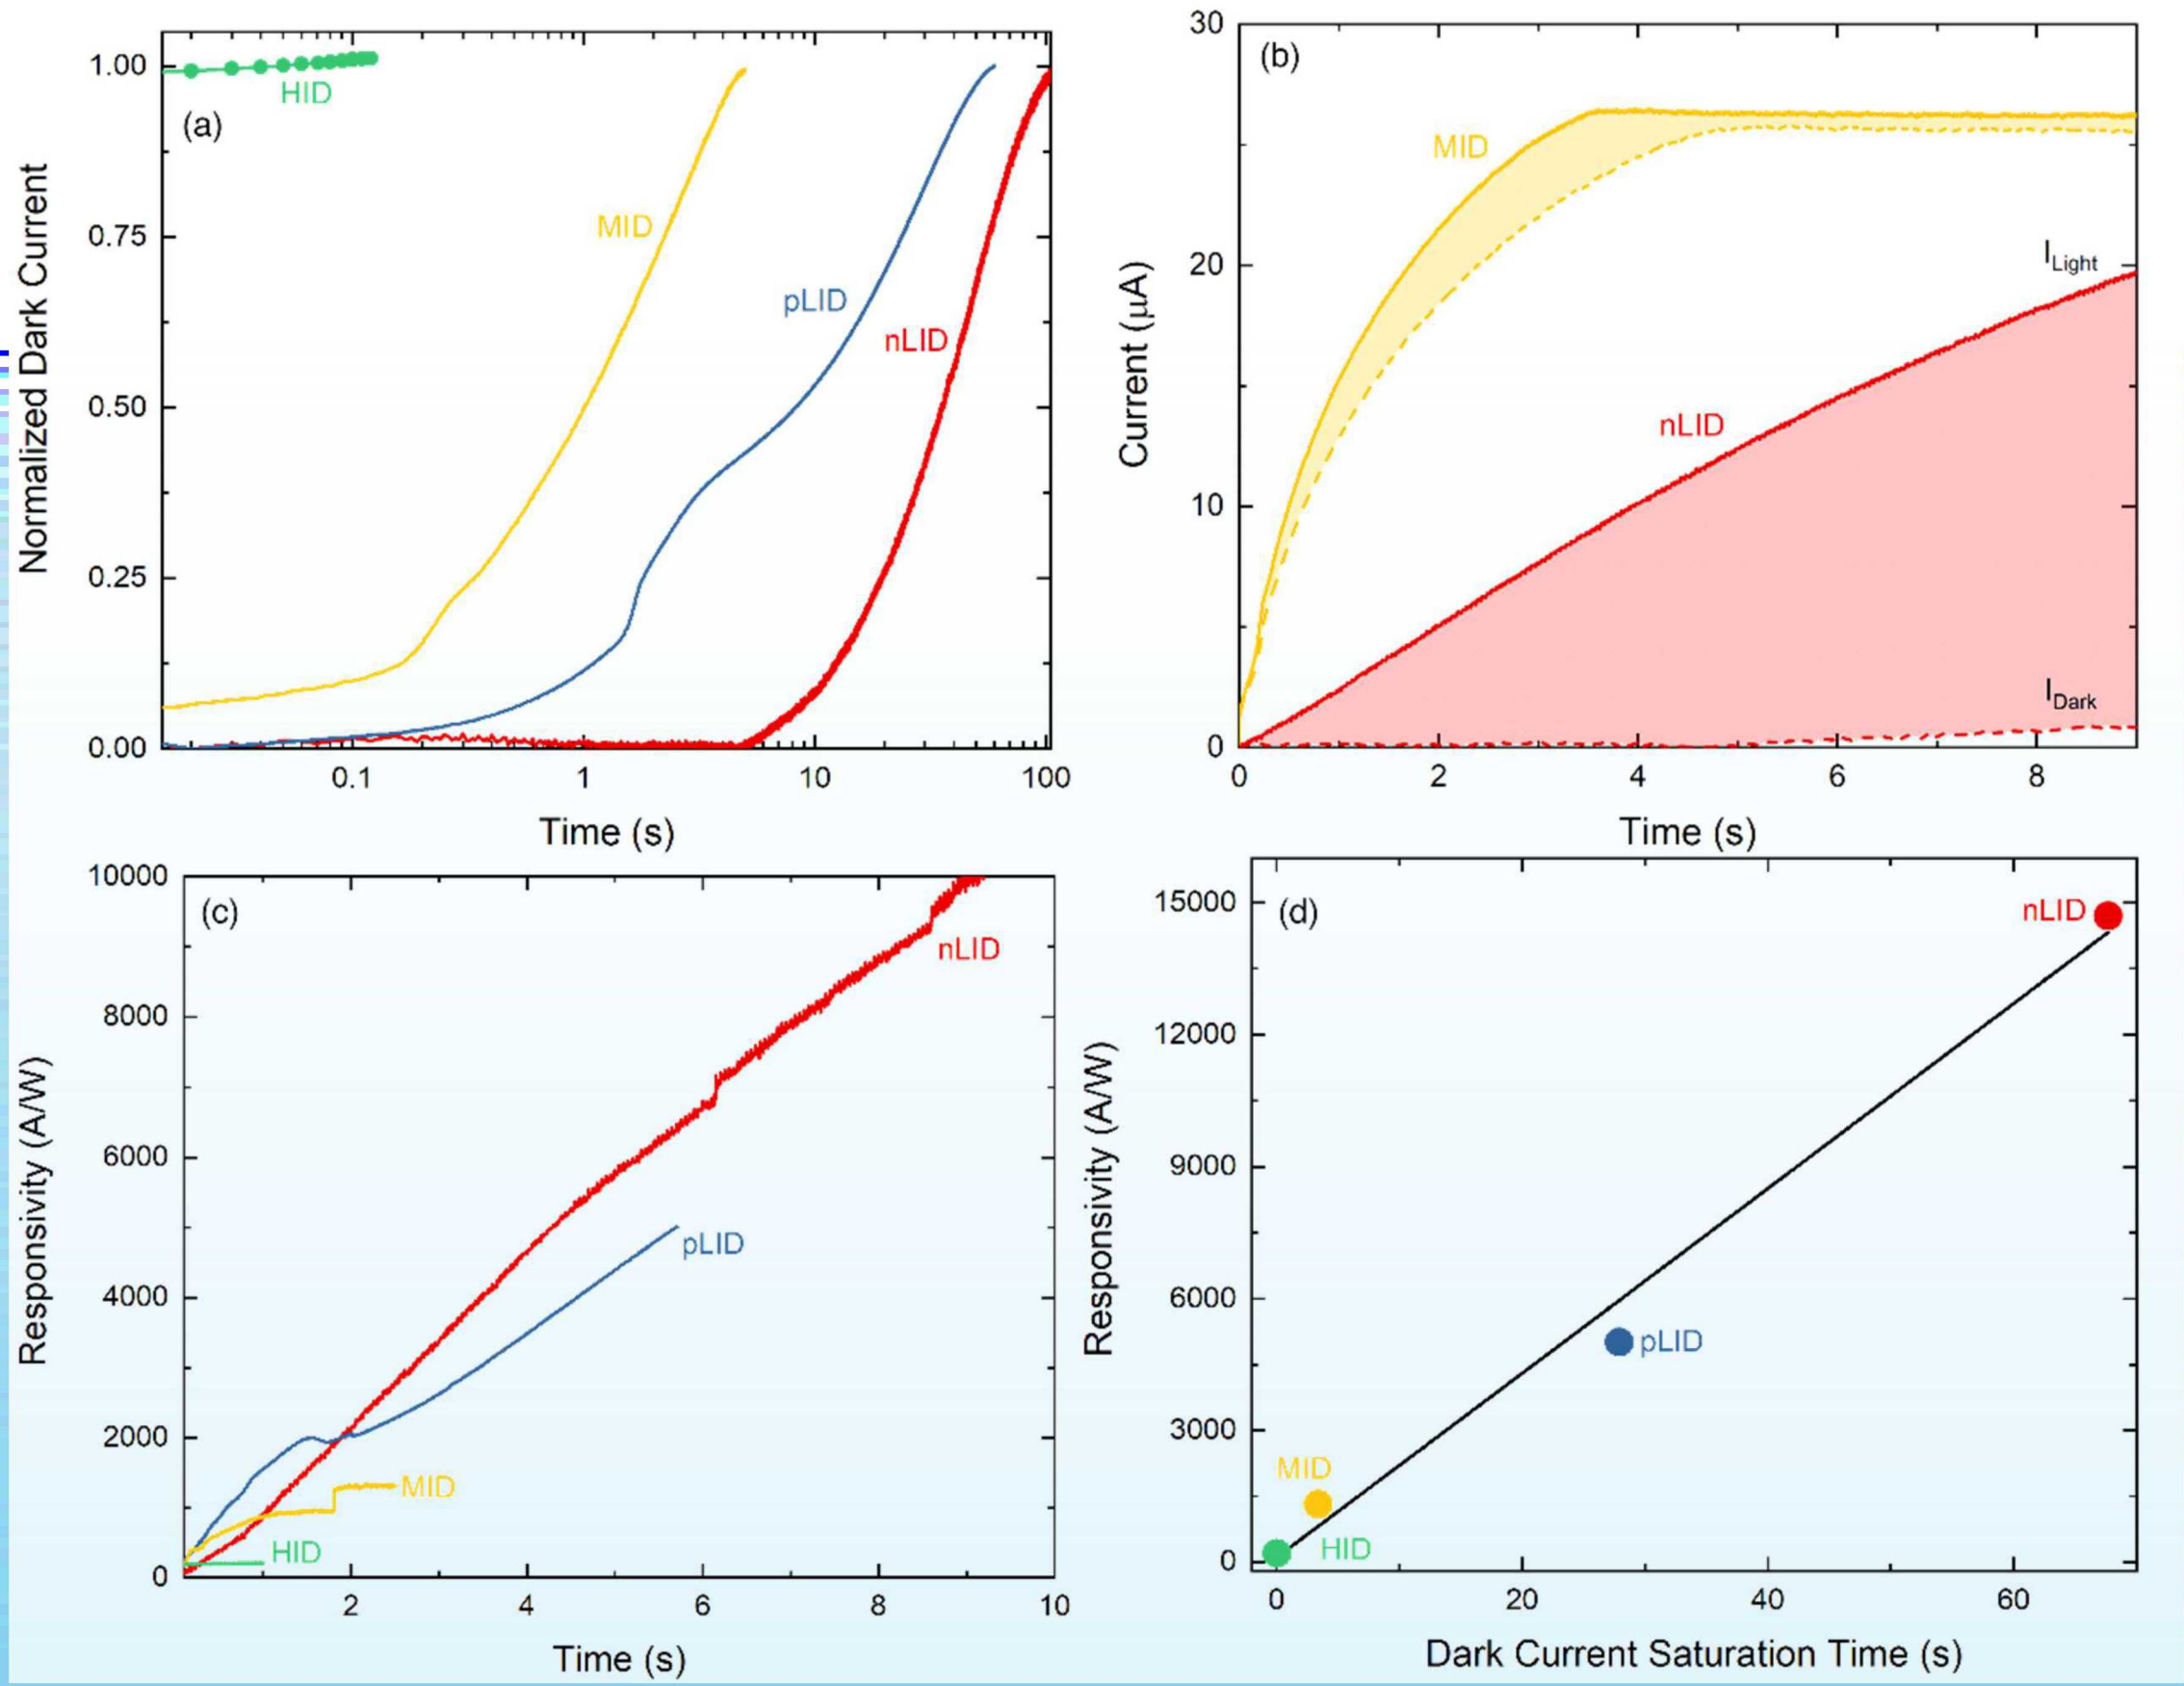 (a)
Normalized Dark Current
1.00
0.75
0.50
0.25
0.00
HID
MID
pLID
nLID
0.1
1
10
100
Time (s)
(b)
Current (μA)
30
20
10
0
MID
nLID
I Light
I Dark
0
2
4
6
8
Time (s)
(c)
Responsivity (A/W)
10000
8000
6000
4000
2000
0
nLID
pLID
MID
HID
2
4
6
8
10
Time (s)
(d)
Responsivity (A/W)
15000
12000
9000
6000
3000
0
nLID
pLID
MID
HID
0
20
40
60
Dark Current Saturation Time (s)